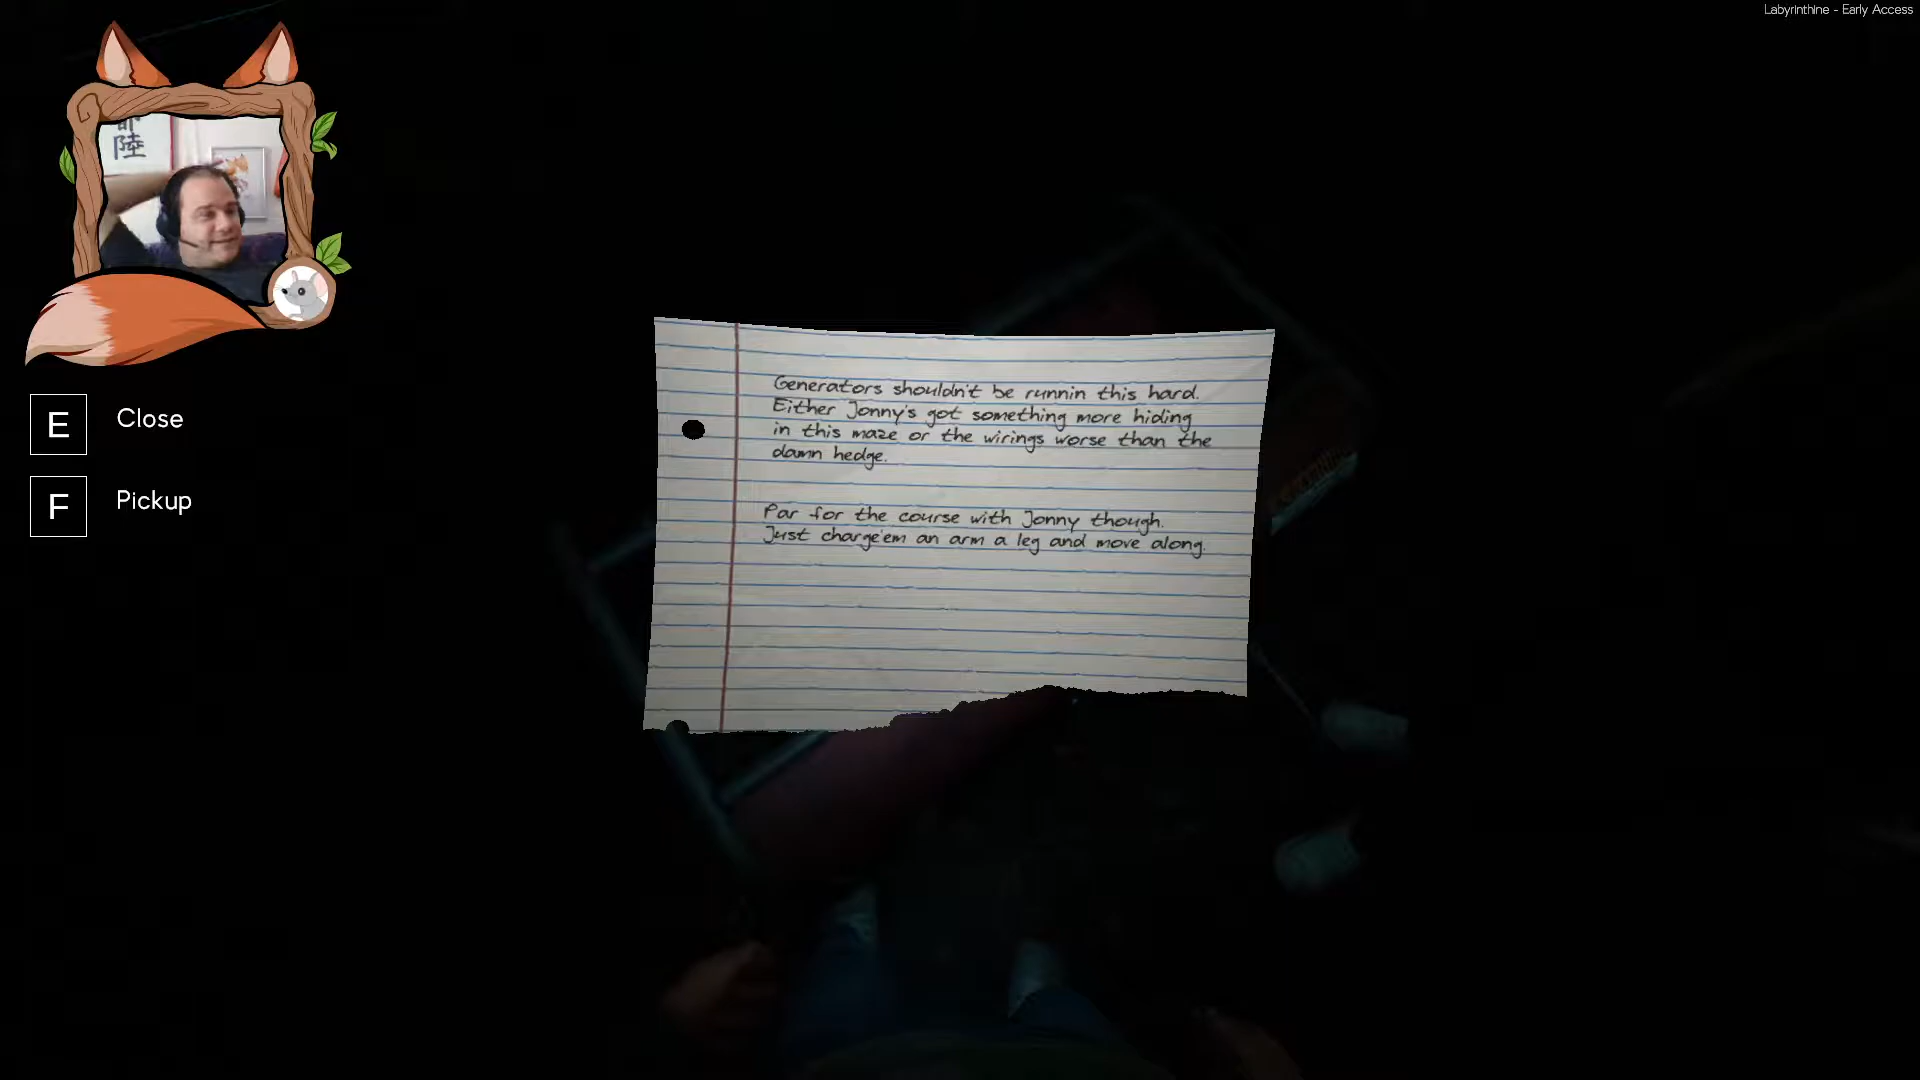 Labyrinthine - Early Access
陸
E Close
F Pickup
Generators shouldn't be runnin this hard.
Either Jonny's got something more hiding
in this maze or the wirings worse than the
damn hedge.
Par for the course with Jonny though.
Just charge'em an arm a leg and move along.